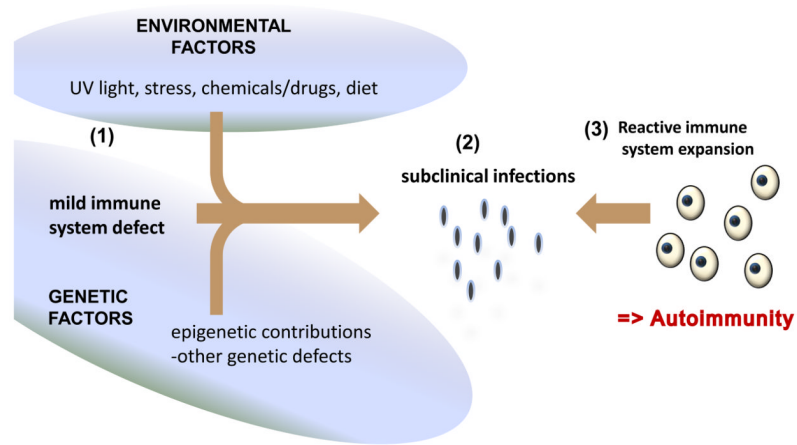 ENVIRONMENTAL
FACTORS
UV light, stress, chemicals/drugs, diet
(1)
mild immune
system defect
GENETIC
FACTORS
epigenetic contributions
-other genetic defects
(2)
subclinical infections
(3) Reactive immune
system expansion
=> Autoimmunity